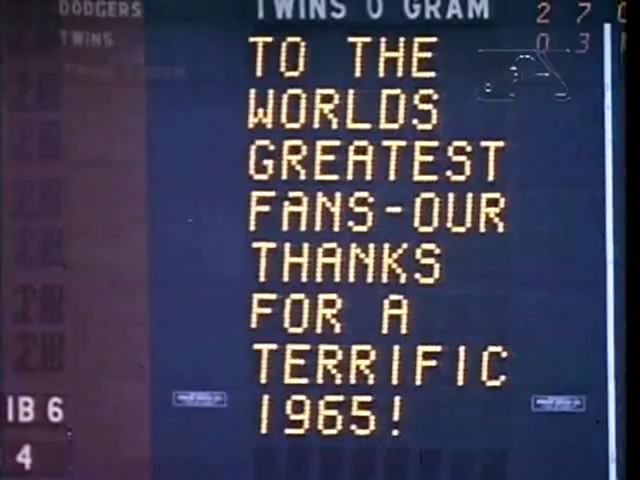 DODGERS
TWINS
TWINS O GRAM
2 7 0
0 3
TO THE
WORLDS
GREATEST
FANS-OUR
THANKS
FOR A
TERRIFIC
1965!
IB 6
4